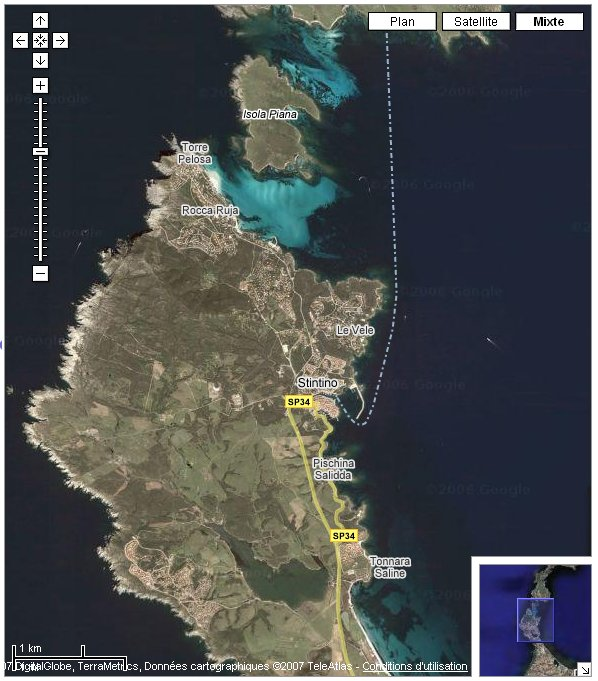 Plan
Satellite
Mixte
©2006 Google
Isola Piana
Torre
Pelosa
©2006 Google
Rocca Ruja
2006 Google
Le Vele
Stintino
2006 Google
SP34
Pischina
Salidda
2006 Google
SP34
Tonnara
Saline
1 km
DigitalGlobe, TerraMetrics, Données cartographiques ©2007 TeleAtlas - Conditions d'utilisation